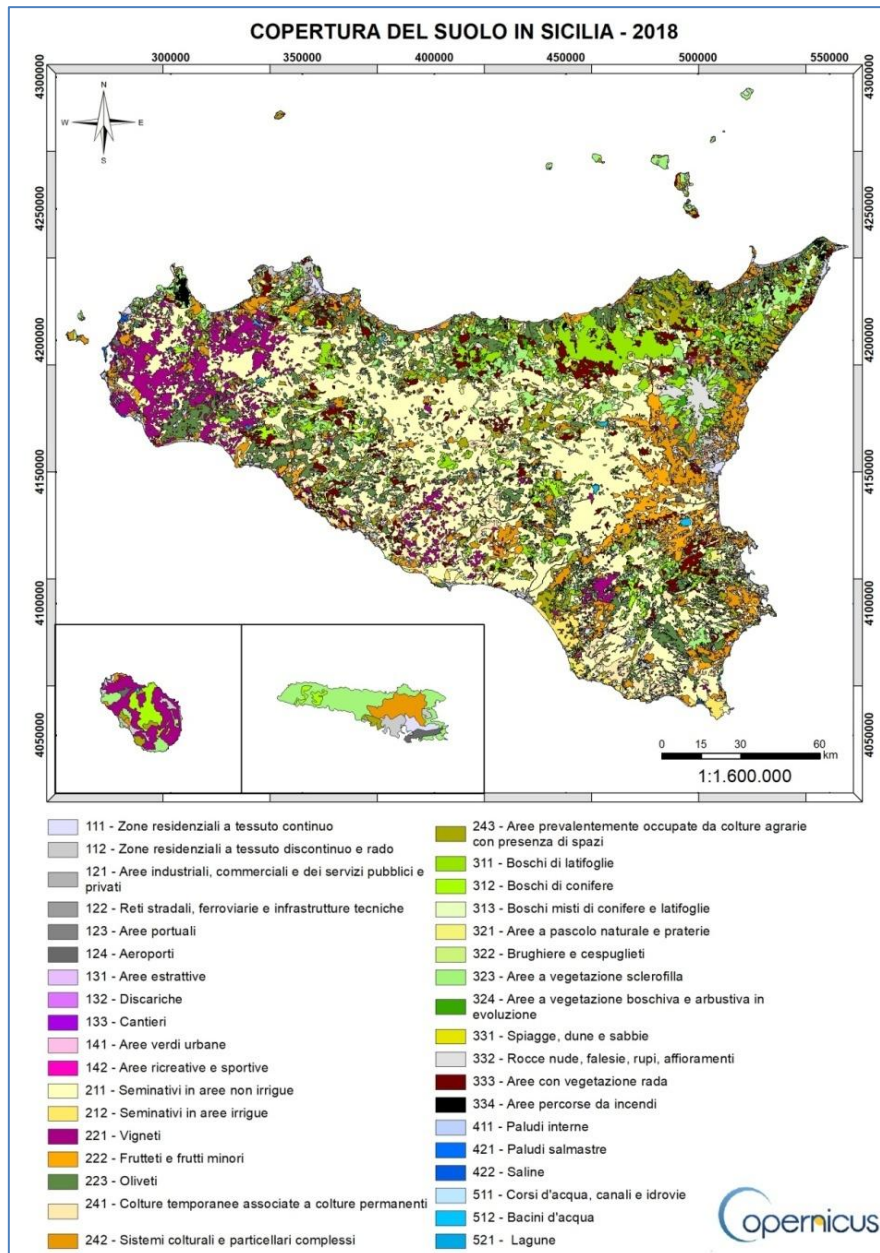 COPERTURA DEL SUOLO IN SICILIA - 2018
300000
350000
400000
450000
500000
550000
4300000
4300000
N
W
E
S
4250000
4250000
4200000
4200000
4150000
4150000
4100000
4100000
4050000
4050000
0 15 30 60
km
1:1.600.000
111 - Zone residenziali a tessuto continuo
112 - Zone residenziali a tessuto discontinuo e rado
121 - Aree industriali, commerciali e dei servizi pubblici e
privati
122 - Reti stradali, ferroviarie e infrastrutture tecniche
123 - Aree portuali
124 - Aeroporti
131 - Aree estrattive
132 - Discariche
133 - Cantieri
141 - Aree verdi urbane
142 - Aree ricreative e sportive
211 - Seminativi in aree non irrigue
212 - Seminativi in aree irrigue
221 - Vigneti
222 - Frutteti e frutti minori
223 - Oliveti
241 - Colture temporanee associate a colture permanenti
242 - Sistemi colturali e particellari complessi
243 - Aree prevalentemente occupate da colture agrarie
con presenza di spazi
311 - Boschi di latifoglie
312 - Boschi di conifere
313 - Boschi misti di conifere e latifoglie
321 - Aree a pascolo naturale e praterie
322 - Brughiere e cespuglieti
323 - Aree a vegetazione sclerofilla
324 - Aree a vegetazione boschiva e arbustiva in
evoluzione
331 - Spiagge, dune e sabbie
332 - Rocce nude, falesie, rupi, affioramenti
333 - Aree con vegetazione rada
334 - Aree percorse da incendi
411 - Paludi interne
421 - Paludi salmastre
422 - Saline
511 - Corsi d'acqua, canali e idrovie
512 - Bacini d'acqua
521 - Lagune
Copernicus